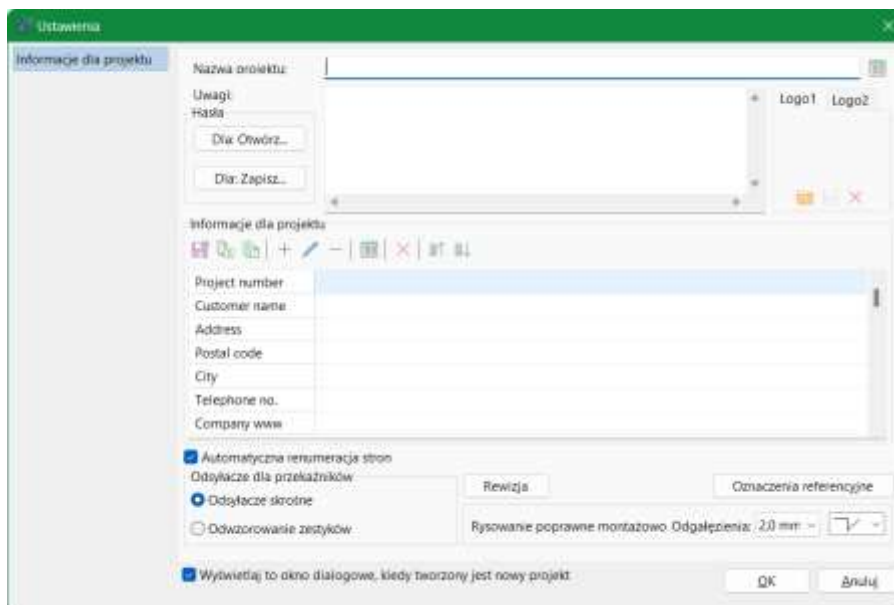 Ustawienia
Informacje dla projektu
Nazwa projektu:
Uwagi:
Hasła
Dla: Otwórz...
Dla: Zapisz...
Logo1 Logo2
Informacje dla projektu
Project number
Customer name
Address
Postal code
City
Telephone no.
Company www
Automatyczna renumeracja stron
Odsyłacze dla przekaźników
Odsyłacze skrośne
Odwzorowanie zestyków
Rewizja
Oznaczenia referencyjne
Rysowanie poprawne montażowo Odgałęzienia: 2,0 mm
Wyświetlaj to okno dialogowe, kiedy tworzony jest nowy projekt
OK Anuluj